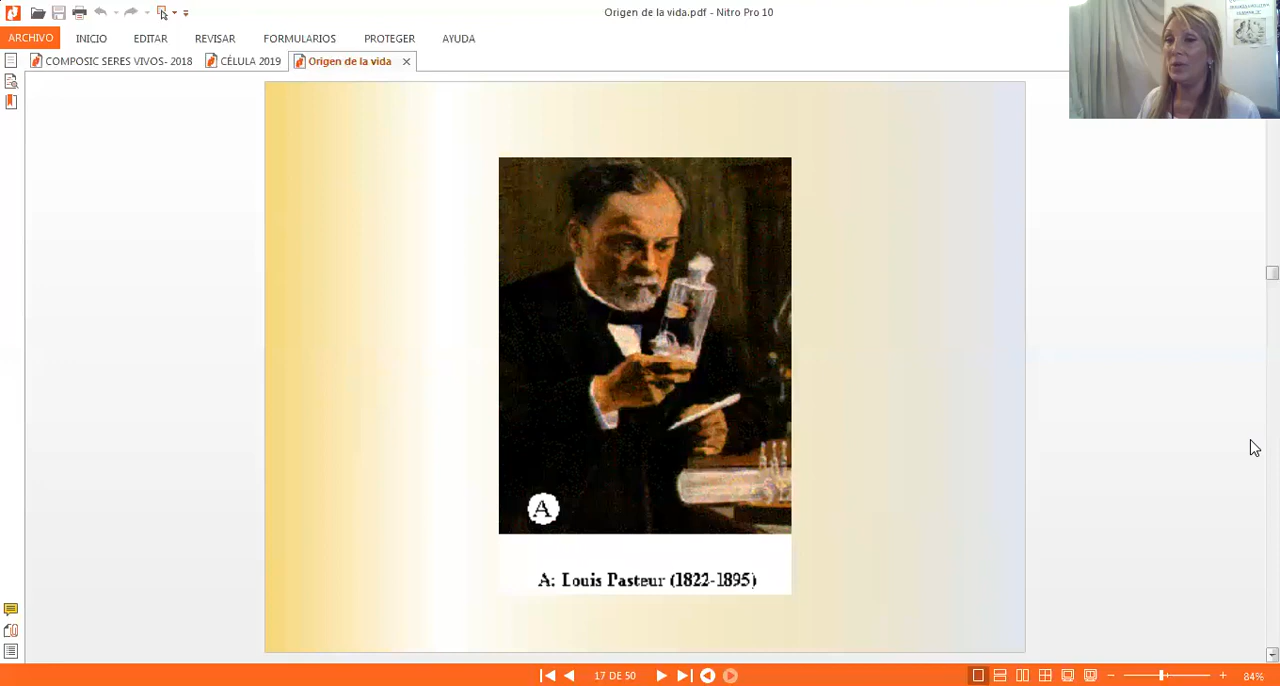 Origen de la vida.pdf - Nitro Pro 10
ARCHIVO INICIO EDITAR REVISAR FORMULARIOS PROTEGER AYUDA
COMPOSIC SERES VIVOS- 2018 CÉLULA 2019 Origen de la vida
A
A: Louis Pasteur (1822-1895)
17 DE 50
84%